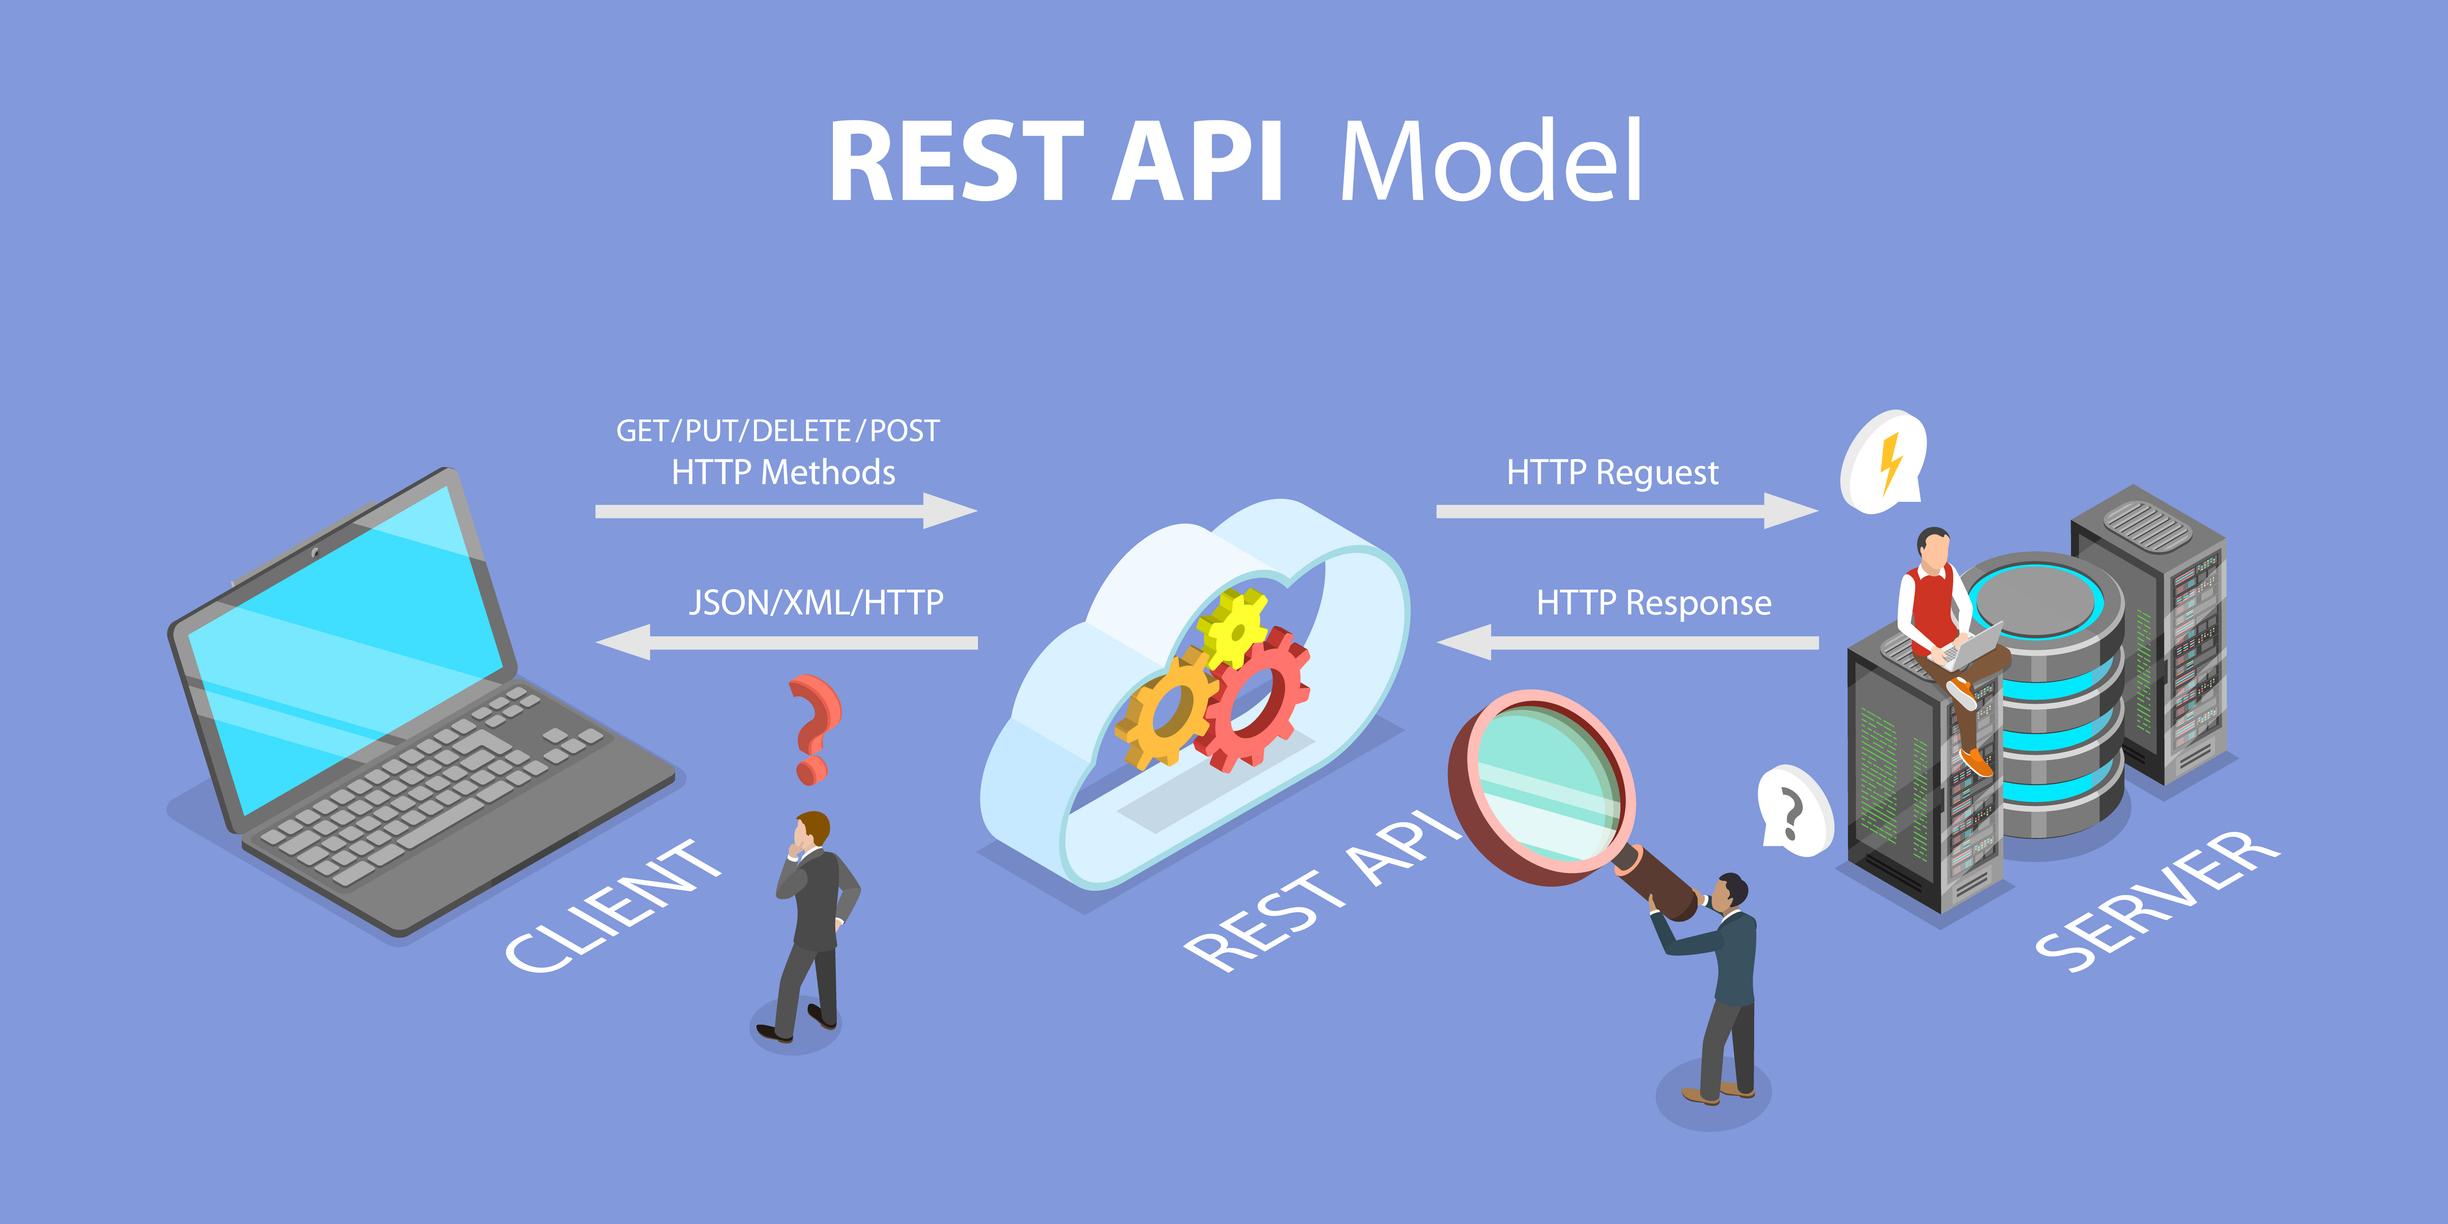 REST API Model
GET/PUT/DELETE/POST
HTTP Methods
JSON/XML/HTTP
HTTP Reguest
HTTP Response
?
?
CLIENT
REST API
SERVER